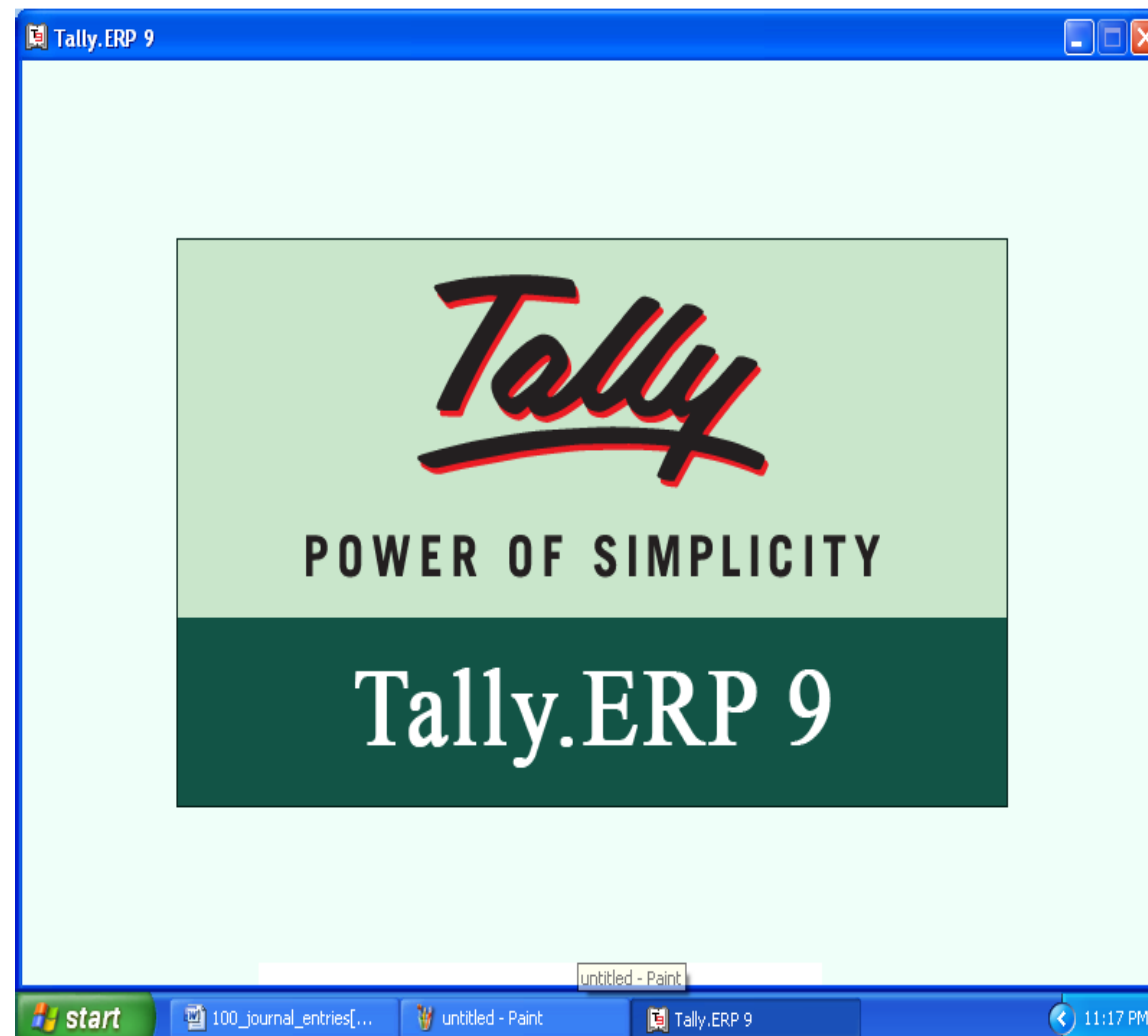 Tally.ERP 9
Tally
POWER OF SIMPLICITY
Tally.ERP 9
untitled - Paint
start
100_journal_entries[...
untitled - Paint
Tally.ERP 9
11:17 PM